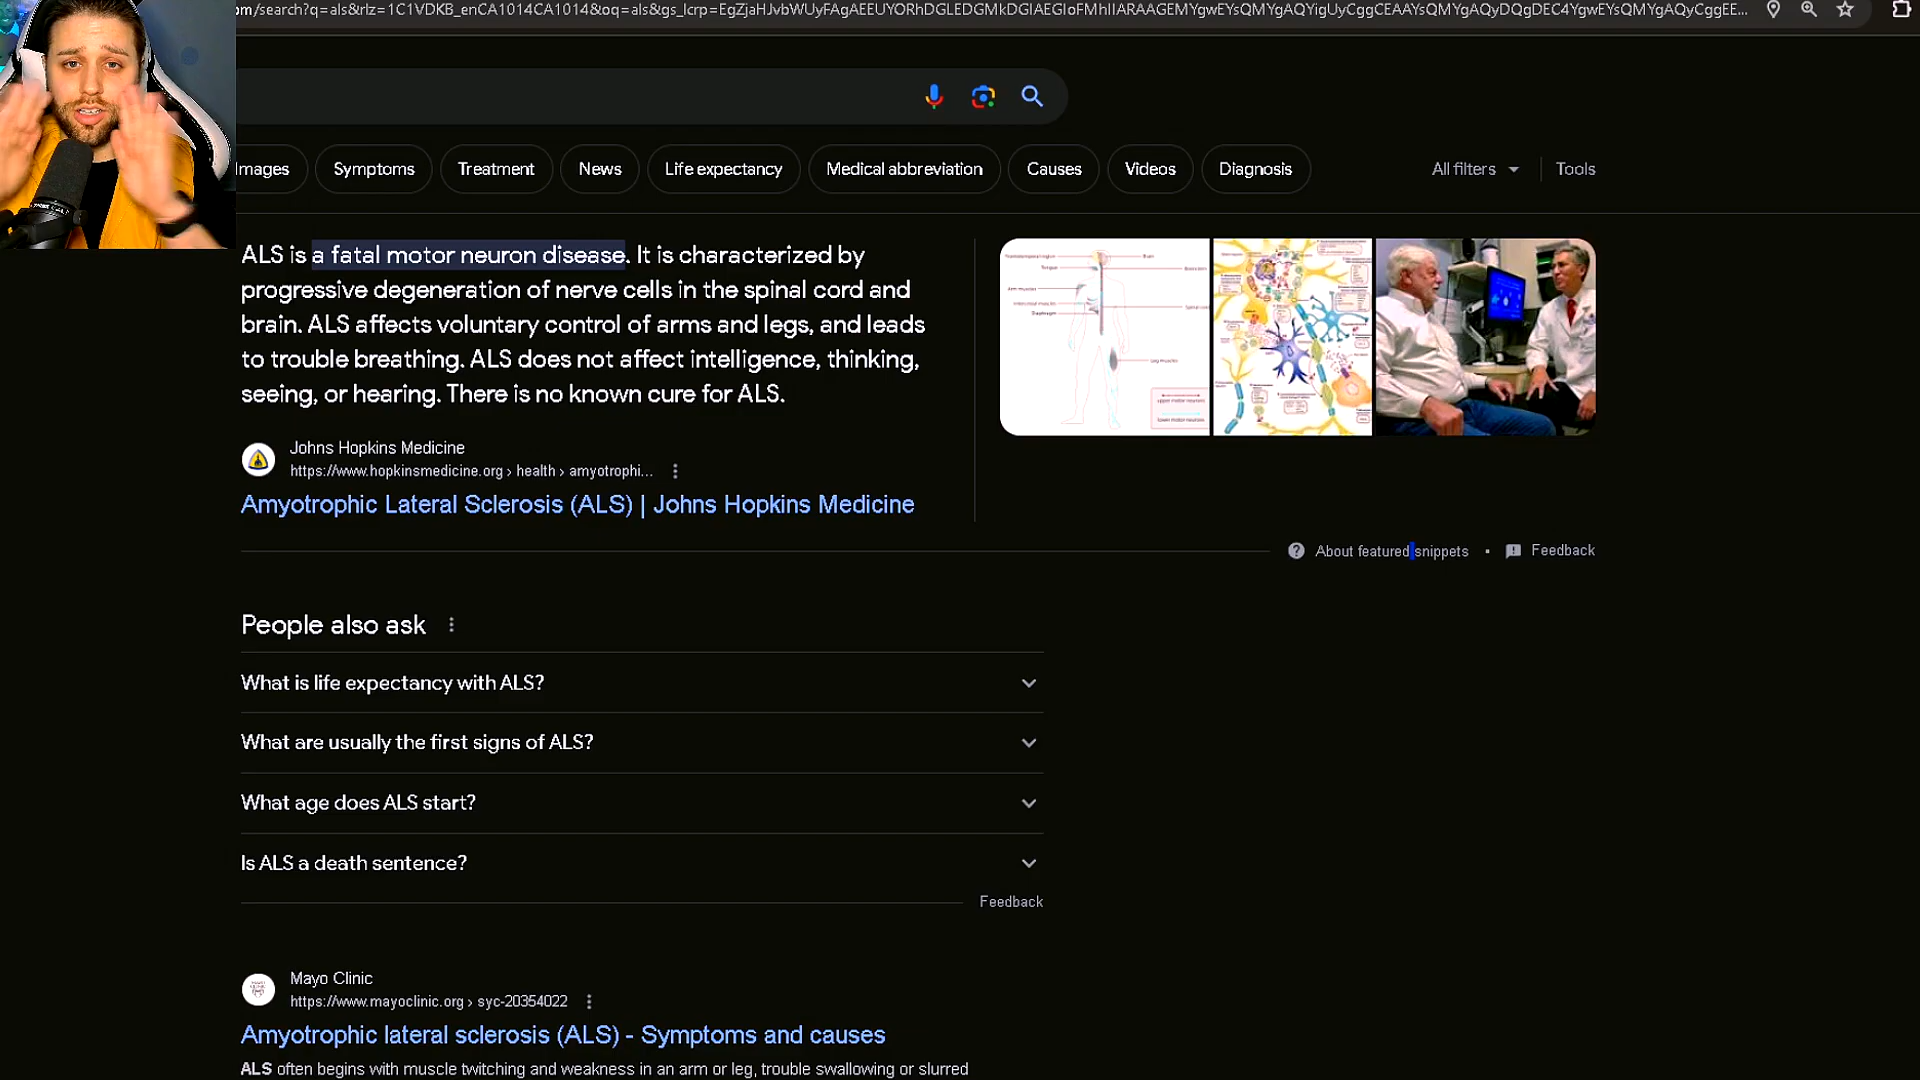 om/search?q=als&rlz=1C1VDKB_enCA1014CA1014&oq=als&gs_lcrp=
Images Symptoms Treatment News Life expectancy Medical abbreviation Causes Videos Diagnosis All filters Tools
ALS is a fatal motor neuron disease. It is characterized by
progressive degeneration of nerve cells in the spinal cord and
brain. ALS affects voluntary control of arms and legs, and leads
to trouble breathing. ALS does not affect intelligence, thinking,
seeing, or hearing. There is no known cure for ALS.
Johns Hopkins Medicine
https://www.hopkinsmedicine.org › health › amyotrophi...
Amyotrophic Lateral Sclerosis (ALS) | Johns Hopkins Medicine
About featured snippets • Feedback
People also ask
What is life expectancy with ALS?
What are usually the first signs of ALS?
What age does ALS start?
Is ALS a death sentence?
Feedback
Mayo Clinic
https://www.mayoclinic.org › syc-20354022
Amyotrophic lateral sclerosis (ALS) - Symptoms and causes
ALS often begins with muscle twitching and weakness in an arm or leg, trouble swallowing or slurred